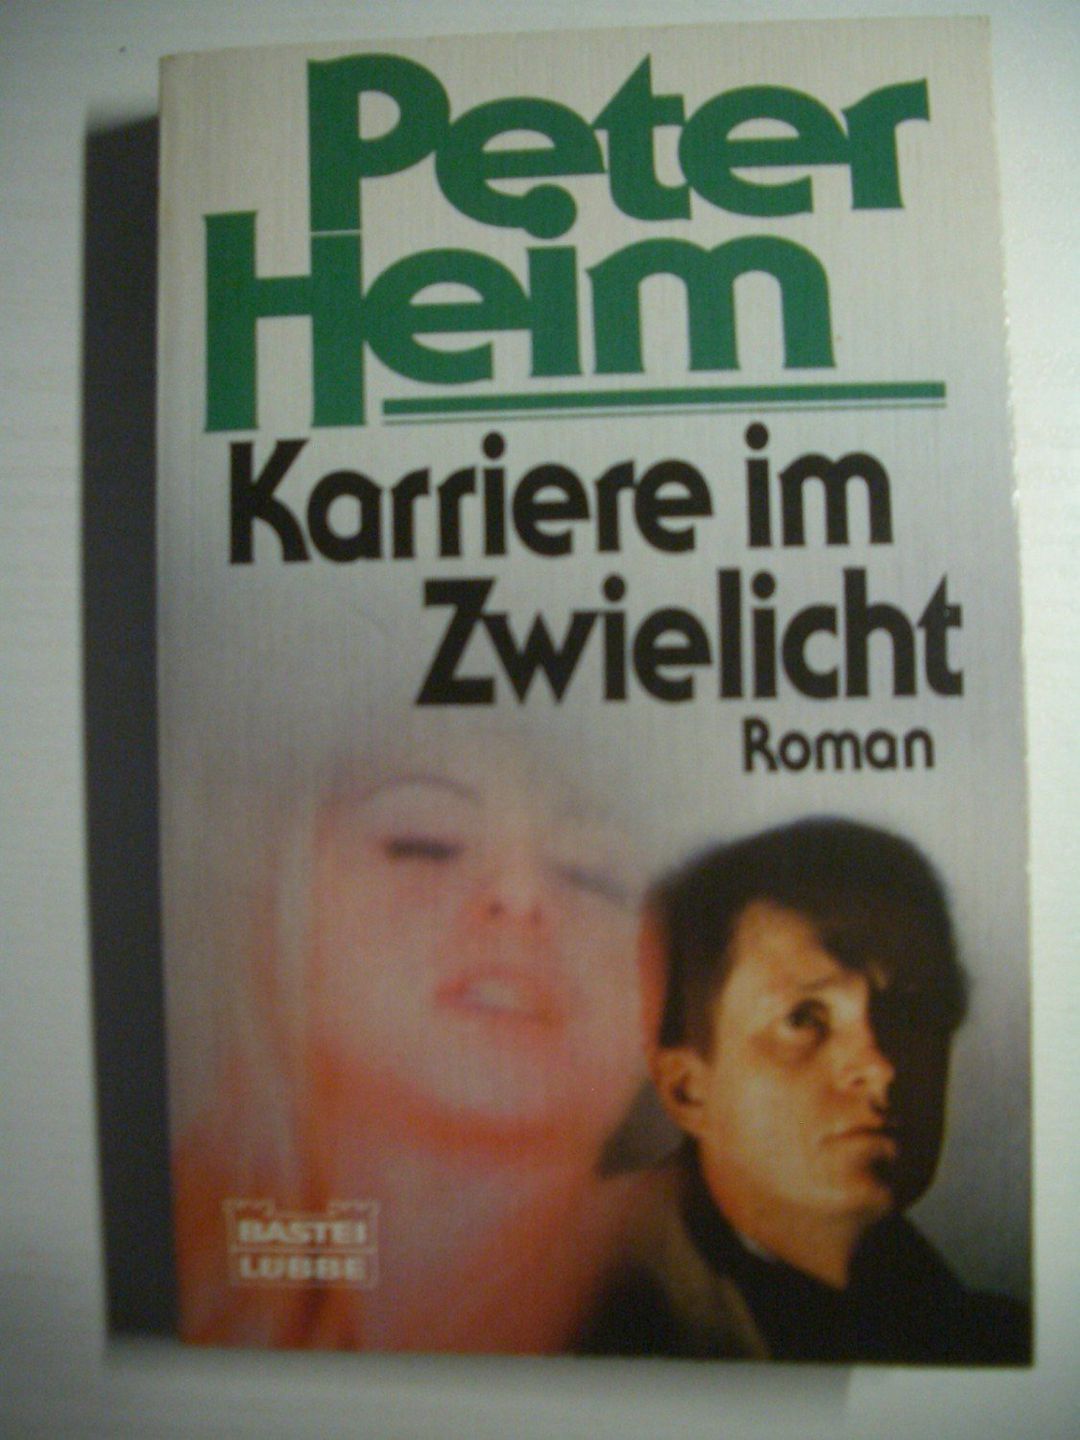 Peter
Heim
Karriere im
Zwielicht
Roman
BASTEI
LÜBBE